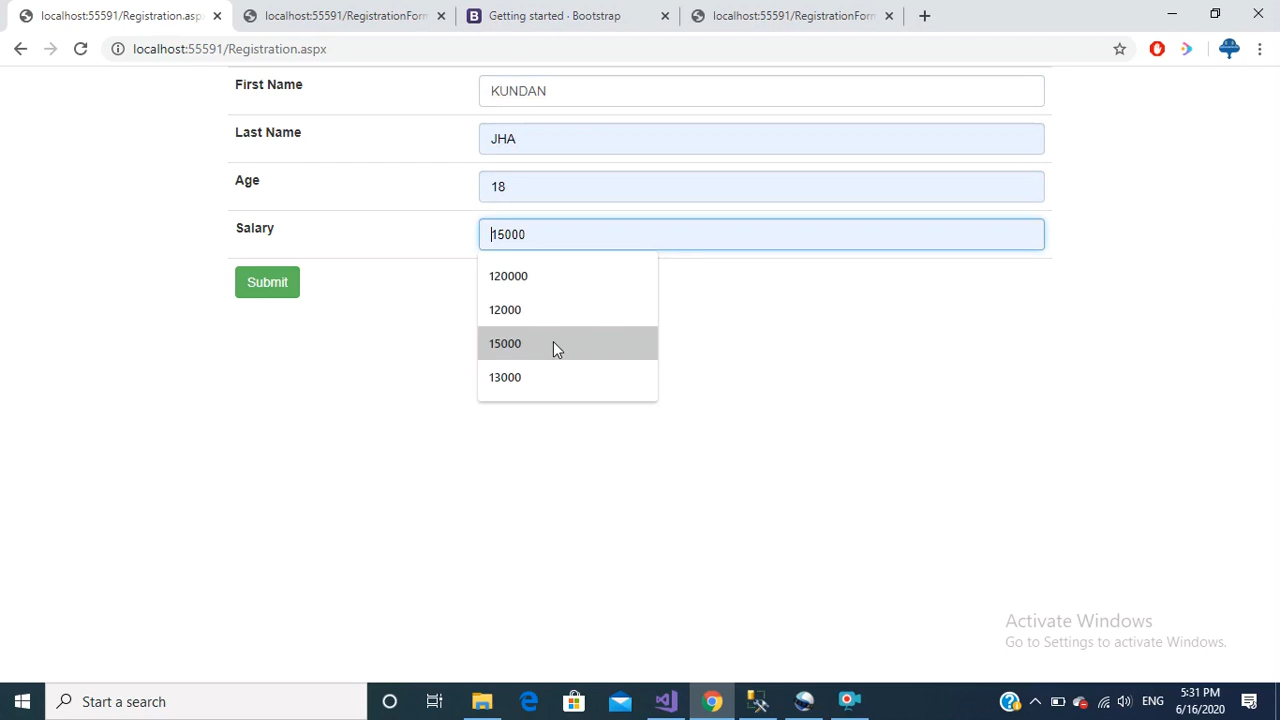 localhost:55591/Registration.asp
localhost:55591/RegistrationForm
Getting started · Bootstrap
localhost:55591/RegistrationForm
localhost:55591/Registration.aspx
First Name
KUNDAN
Last Name
JHA
Age
18
Salary
15000
Submit
120000
12000
15000
13000
Activate Windows
Go to Settings to activate Windows.
Start a search
ENG
5:31 PM
6/16/2020